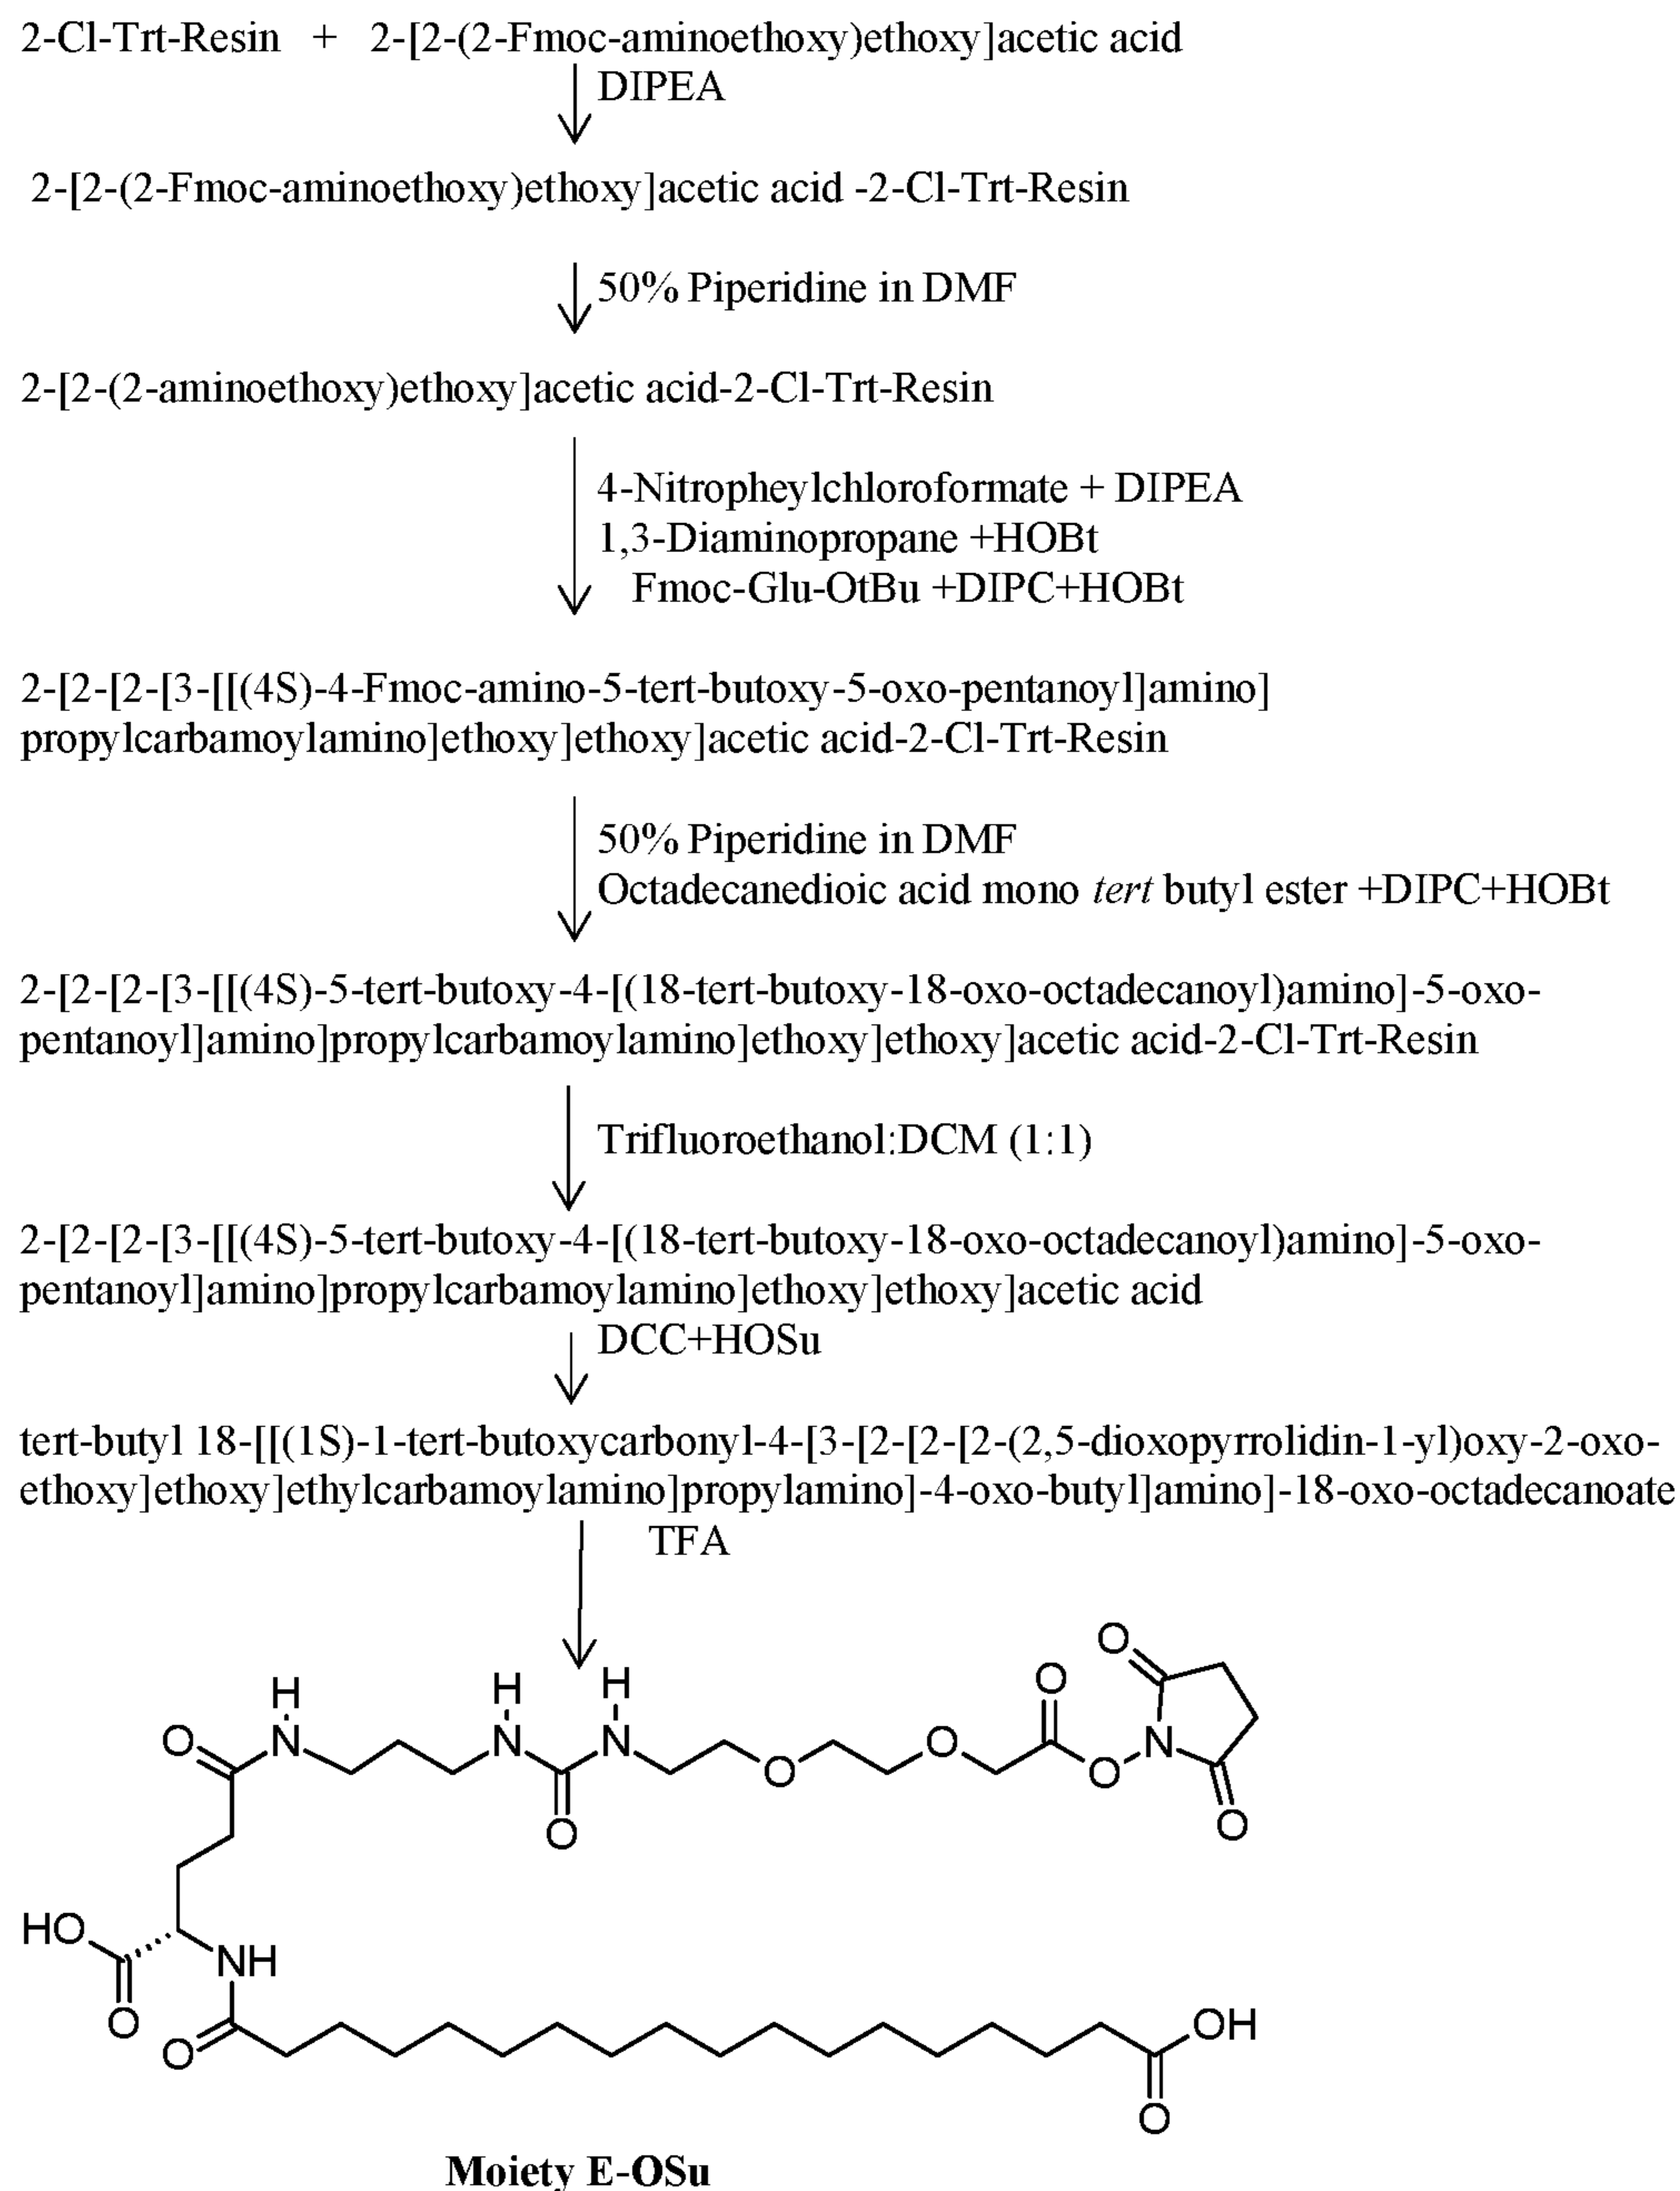 2-Cl-Trt-Resin + 2-[2-(2-Fmoc-aminoethoxy)ethoxy]acetic acid
DIPEA
2-[2-(2-Fmoc-aminoethoxy)ethoxy]acetic acid -2-Cl-Trt-Resin
50% Piperidine in DMF
2-[2-(2-aminoethoxy)ethoxy]acetic acid-2-Cl-Trt-Resin
4-Nitropheylchloroformate + DIPEA
1,3-Diaminopropane +HOBt
Fmoc-Glu-OtBu +DIPC+HOBt
2-[2-[2-[3-[[(4S)-4-Fmoc-amino-5-tert-butoxy-5-oxo-pentanoyl]amino]
propylcarbamoylamino]ethoxy]ethoxy]acetic acid-2-Cl-Trt-Resin
50% Piperidine in DMF
Octadecanedioic acid mono tert butyl ester +DIPC+HOBt
2-[2-[2-[3-[[(4S)-5-tert-butoxy-4-[(18-tert-butoxy-18-oxo-octadecanoyl)amino]-5-oxo-
pentanoyl]amino]propylcarbamoylamino]ethoxy]ethoxy]acetic acid-2-Cl-Trt-Resin
Trifluoroethanol:DCM (1:1)
2-[2-[2-[3-[[(4S)-5-tert-butoxy-4-[(18-tert-butoxy-18-oxo-octadecanoyl)amino]-5-oxo-
pentanoyl]amino]propylcarbamoylamino]ethoxy]ethoxy]acetic acid
DCC+HOSu
tert-butyl 18-[[(1S)-1-tert-butoxycarbonyl-4-[3-[2-[2-[2-(2,5-dioxopyrrolidin-1-yl)oxy-2-oxo-
ethoxy]ethoxy]ethylcarbamoylamino]propylamino]-4-oxo-butyl]amino]-18-oxo-octadecanoate
TFA
O
H H H O
O N N N O O N
O O
O O
HO NH
O O OH
O
Moiety E-OSu